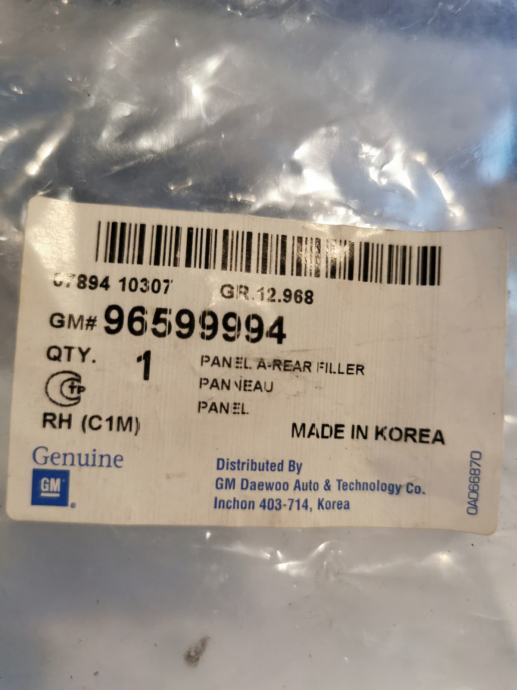 07894 10307 GR.12.968
GM# 96599994
QTY. 1 PANEL A-REAR FILLER
PANNEAU
PANEL
RH (C1M) MADE IN KOREA
Genuine
GM
Distributed By
GM Daewoo Auto & Technology Co.
Inchon 403-714, Korea
0A066870